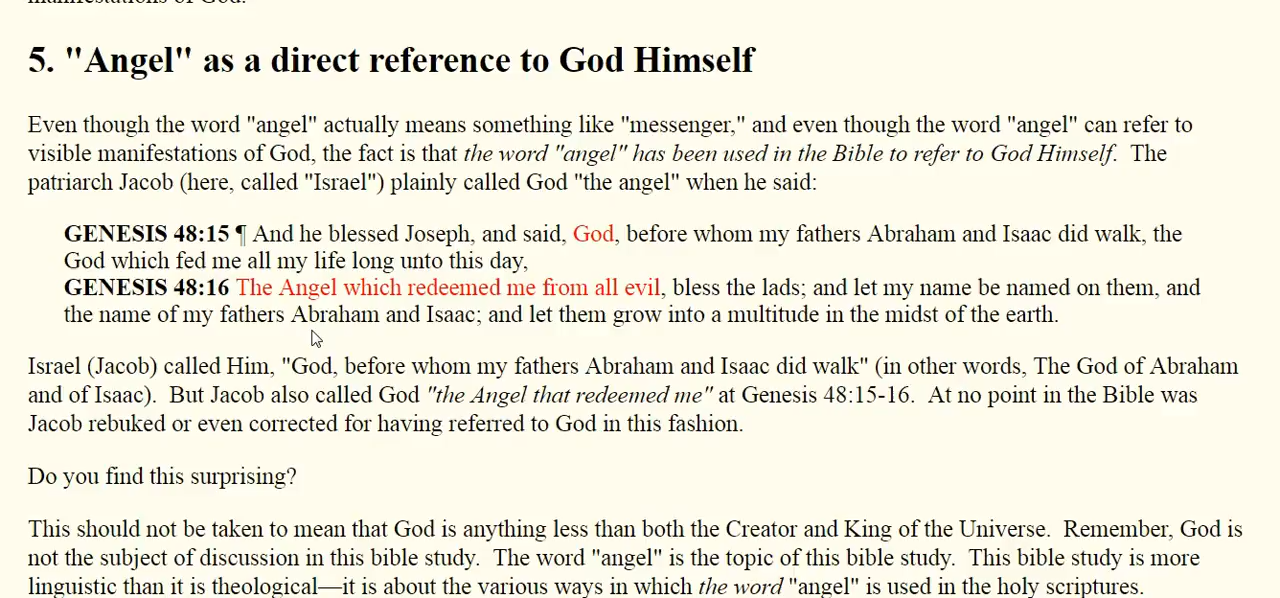 manifestations of God.
5. "Angel" as a direct reference to God Himself
Even though the word "angel" actually means something like "messenger," and even though the word "angel" can refer to
visible manifestations of God, the fact is that the word "angel" has been used in the Bible to refer to God Himself.  The
patriarch Jacob (here, called "Israel") plainly called God "the angel" when he said:
GENESIS 48:15 ¶ And he blessed Joseph, and said, God, before whom my fathers Abraham and Isaac did walk, the
God which fed me all my life long unto this day,
GENESIS 48:16 The Angel which redeemed me from all evil, bless the lads; and let my name be named on them, and
the name of my fathers Abraham and Isaac; and let them grow into a multitude in the midst of the earth.
Israel (Jacob) called Him, "God, before whom my fathers Abraham and Isaac did walk" (in other words, The God of Abraham
and of Isaac).  But Jacob also called God "the Angel that redeemed me" at Genesis 48:15-16.  At no point in the Bible was
Jacob rebuked or even corrected for having referred to God in this fashion.
Do you find this surprising?
This should not be taken to mean that God is anything less than both the Creator and King of the Universe.  Remember, God is
not the subject of discussion in this bible study.  The word "angel" is the topic of this bible study.  This bible study is more
linguistic than it is theological—it is about the various ways in which the word "angel" is used in the holy scriptures.